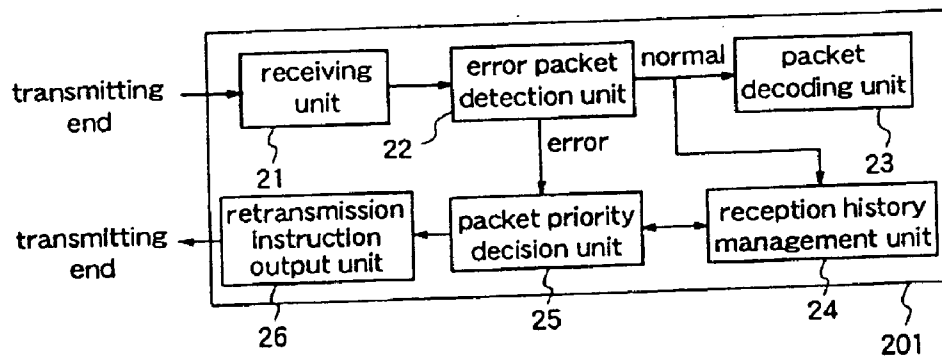 transmitting
end
receiving
unit
21
error packet
detection unit
22
normal
packet
decoding unit
23
error
transmitting
end
retransmission
instruction
output unit
26
packet priority
decision unit
25
reception history
management unit
24
201